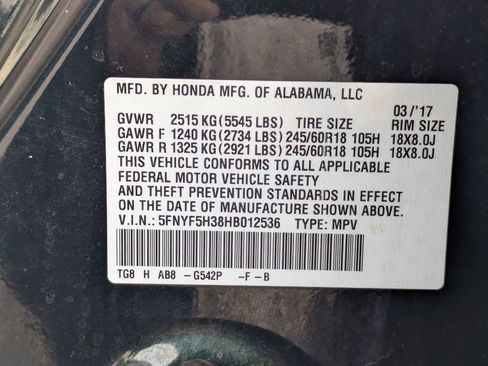 MFD. BY HONDA MFG. OF ALABAMA, LLC
03/'17
GVWR 2515 KG (5545 LBS) TIRE SIZE RIM SIZE
GAWR F 1240 KG (2734 LBS) 245/60R18 105H 18X8.0J
GAWR R 1325 KG (2921 LBS) 245/60R18 105H 18X8.0J
THIS VEHICLE CONFORMS TO ALL APPLICABLE
FEDERAL MOTOR VEHICLE SAFETY
AND THEFT PREVENTION STANDARDS IN EFFECT
ON THE DATE OF MANUFACTURE SHOWN ABOVE.
V.I.N.: 5FNYF5H38HB012536 TYPE: MPV
TG8 H AB8 -G542P -F -B